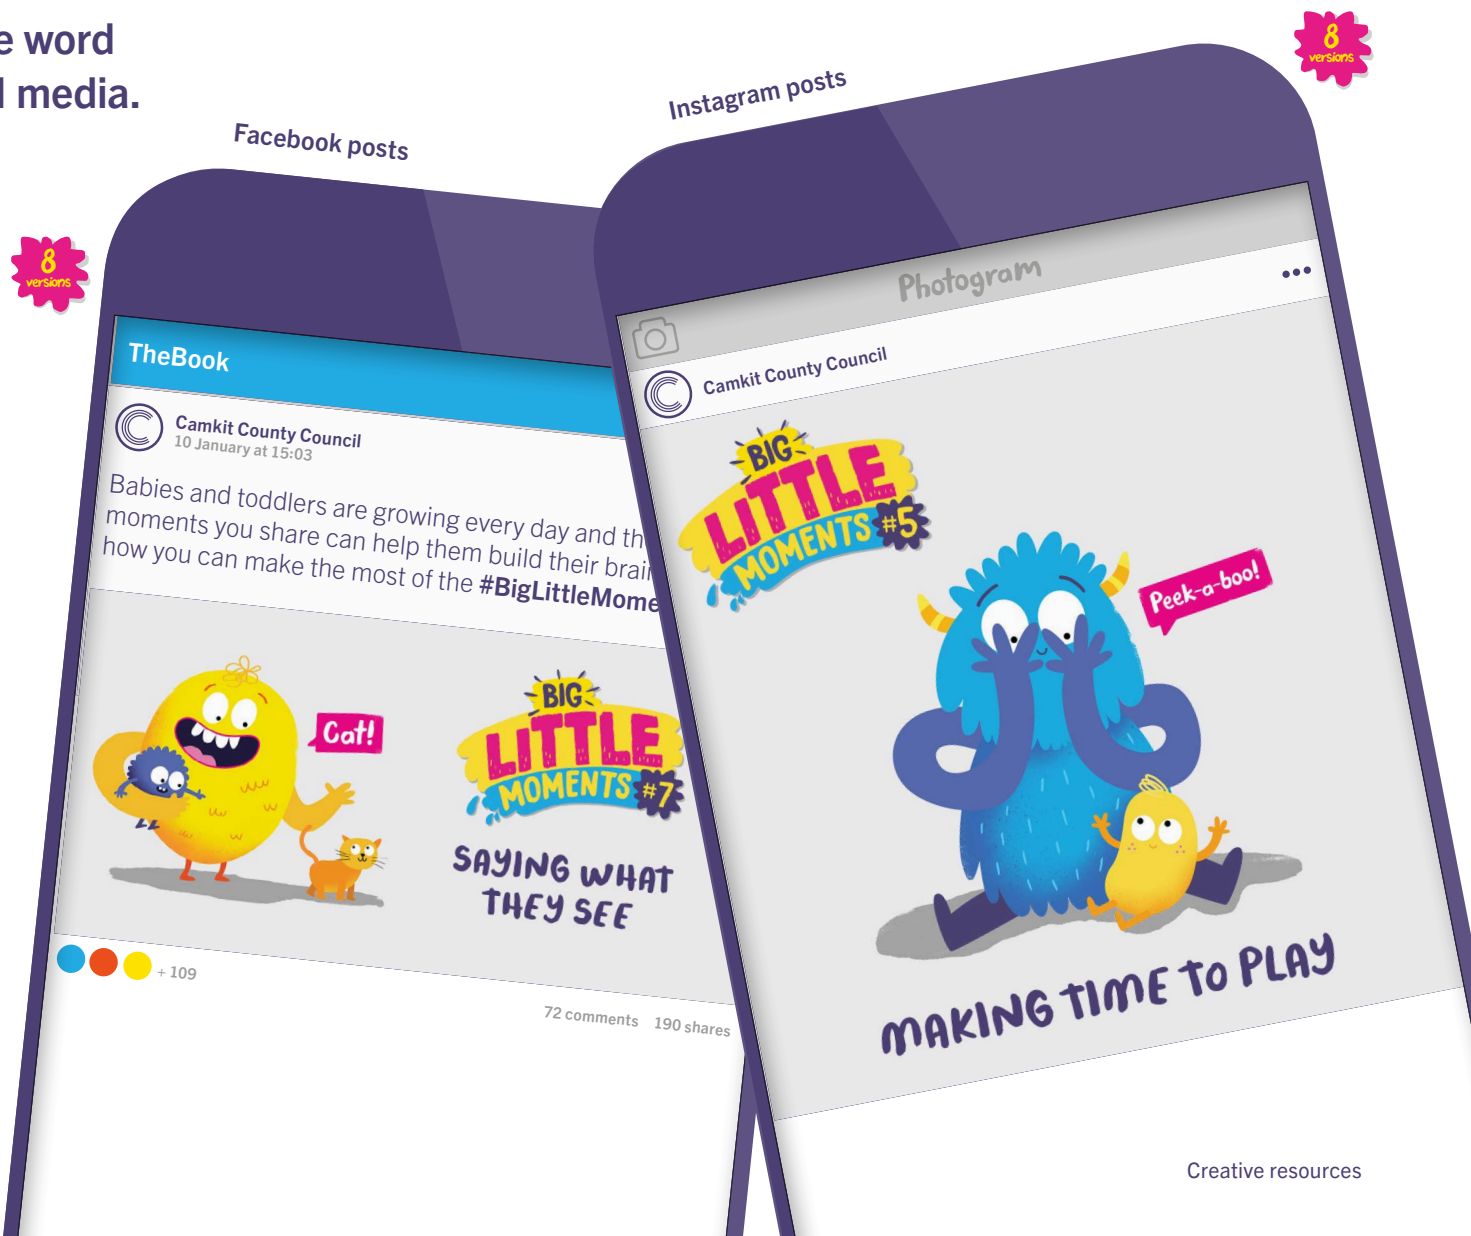 e word
l media.
Facebook posts
8
versions
TheBook
Camkit County Council
10 January at 15:03
Babies and toddlers are growing every day and th
moments you share can help them build their brai
how you can make the most of the #BigLittleMome
Cat!
BIG
LITTLE
MOMENTS #7
SAYING WHAT
THEY SEE
+ 109
72 comments 190 shares
Instagram posts
8
versions
Photogram
Camkit County Council
BIG
LITTLE
MOMENTS #5
Peek-a-boo!
MAKING TIME TO PLAY
Creative resources